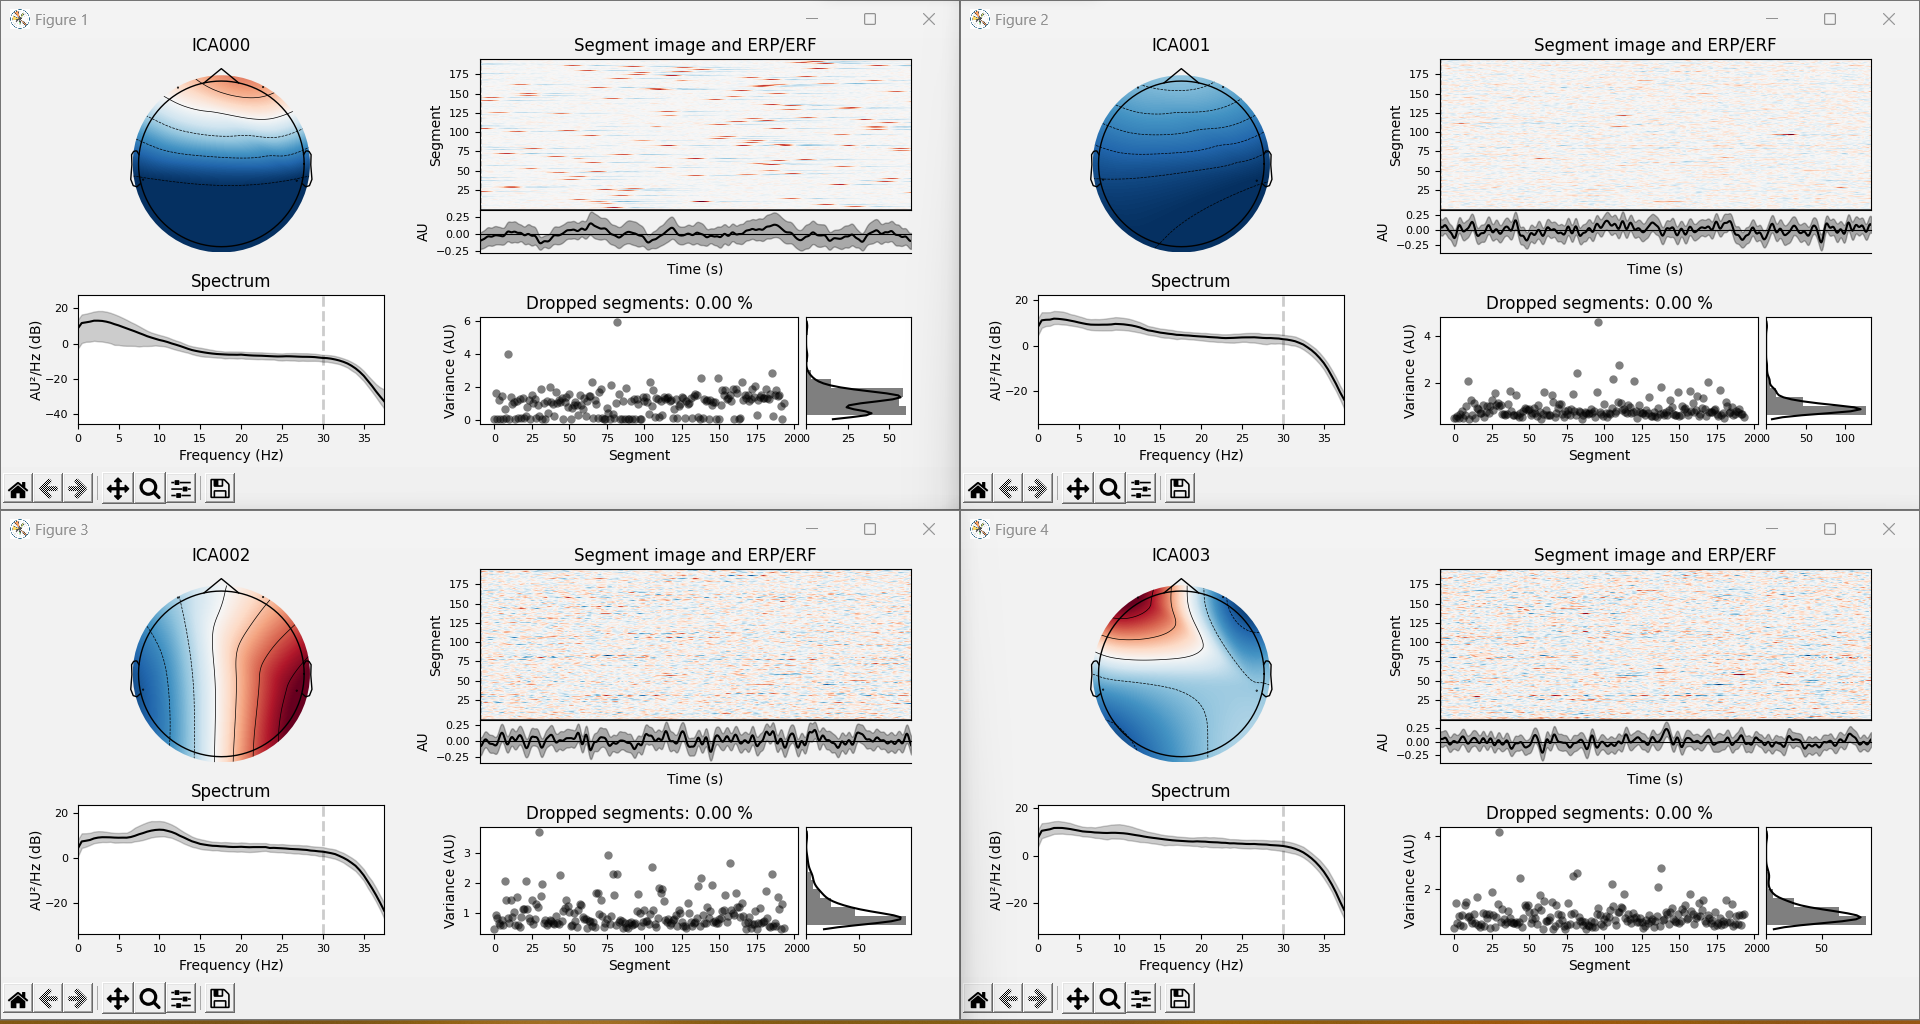 Figure 1
ICA000
Segment image and ERP/ERF
175
150
125
100
75
50
25
Segment
0.25
0.00
−0.25
AU
Time (s)
Spectrum
20
0
−20
−40
AU²/Hz (dB)
0 5 10 15 20 25 30 35
Frequency (Hz)
Dropped segments: 0.00 %
6
4
2
0
Variance (AU)
0 25 50 75 100 125 150 175 200
Segment
25 50
Figure 2
ICA001
Segment image and ERP/ERF
175
150
125
100
75
50
25
Segment
0.25
0.00
−0.25
AU
Time (s)
Spectrum
20
0
−20
AU²/Hz (dB)
0 5 10 15 20 25 30 35
Frequency (Hz)
Dropped segments: 0.00 %
4
2
Variance (AU)
0 25 50 75 100 125 150 175 200
Segment
0 50 100
Figure 3
ICA002
Segment image and ERP/ERF
175
150
125
100
75
50
25
Segment
0.25
0.00
−0.25
AU
Time (s)
Spectrum
20
0
−20
AU²/Hz (dB)
0 5 10 15 20 25 30 35
Frequency (Hz)
Dropped segments: 0.00 %
3
2
1
Variance (AU)
0 25 50 75 100 125 150 175 200
Segment
50
Figure 4
ICA003
Segment image and ERP/ERF
175
150
125
100
75
50
25
Segment
0.25
0.00
−0.25
AU
Time (s)
Spectrum
20
0
−20
AU²/Hz (dB)
0 5 10 15 20 25 30 35
Frequency (Hz)
Dropped segments: 0.00 %
4
2
Variance (AU)
0 25 50 75 100 125 150 175 200
Segment
50